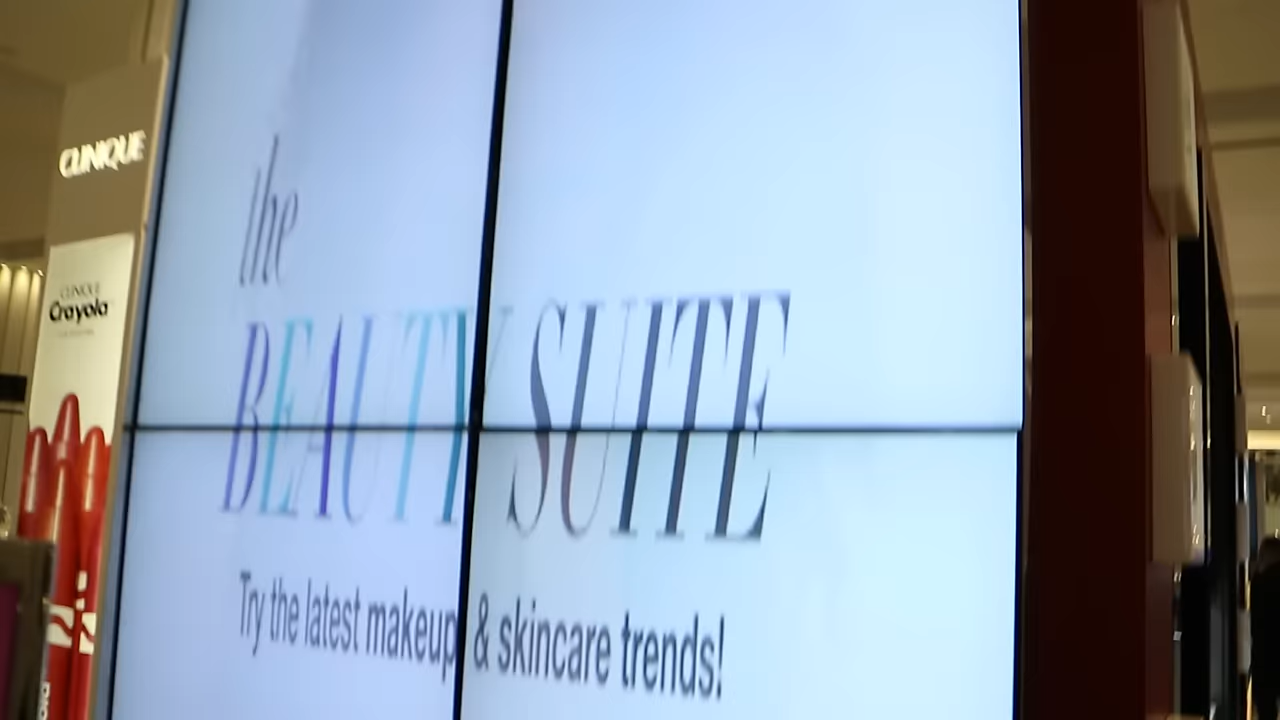 CLINIQUE
CLINIQUE
Crayola
the
BEAUTY SUITE
Try the latest makeup & skincare trends!